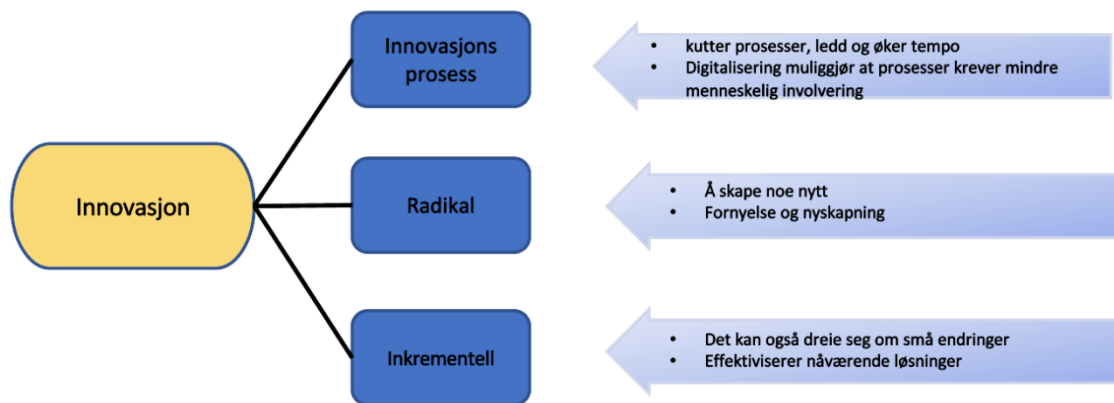 Innovasjons
prosess
• kutter prosesser, ledd og øker tempo
• Digitalisering muliggjør at prosesser krever mindre
menneskelig involvering
Innovasjon
Radikal
• Å skape noe nytt
• Fornyelse og nyskapning
Inkrementell
• Det kan også dreie seg om små endringer
• Effektiviserer nåværende løsninger